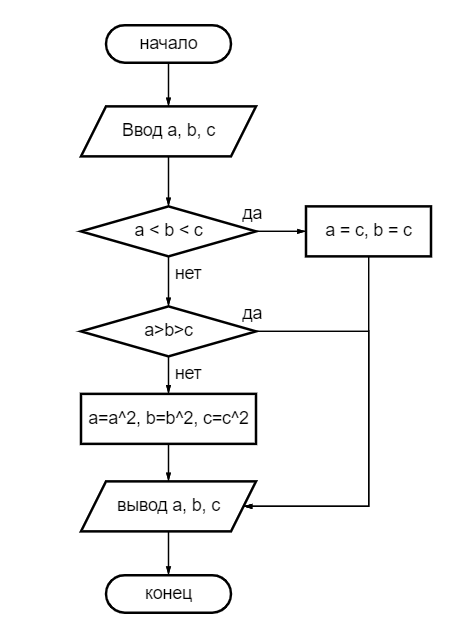 начало
Ввод a, b, c
a < b < c
да
a = c, b = c
нет
a>b>c
да
нет
a=a^2, b=b^2, c=c^2
вывод a, b, c
конец